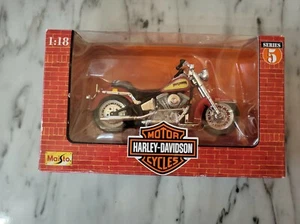 1:18
SERIES
5
MOTOR
HARLEY-DAVIDSON
CYCLES
Maisto